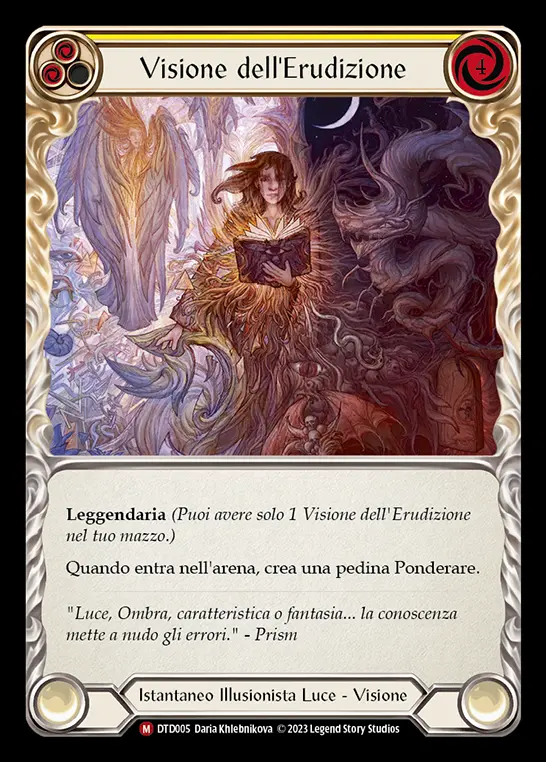 Visione dell'Erudizione
4
Leggendaria (Puoi avere solo 1 Visione dell'Erudizione
nel tuo mazzo.)
Quando entra nell'arena, crea una pedina Ponderare.
"Luce, Ombra, caratteristica o fantasia... la conoscenza
mette a nudo gli errori." - Prism
Istantaneo Illusionista Luce - Visione
M DTD005 Daria Khlebnikova © 2023 Legend Story Studios